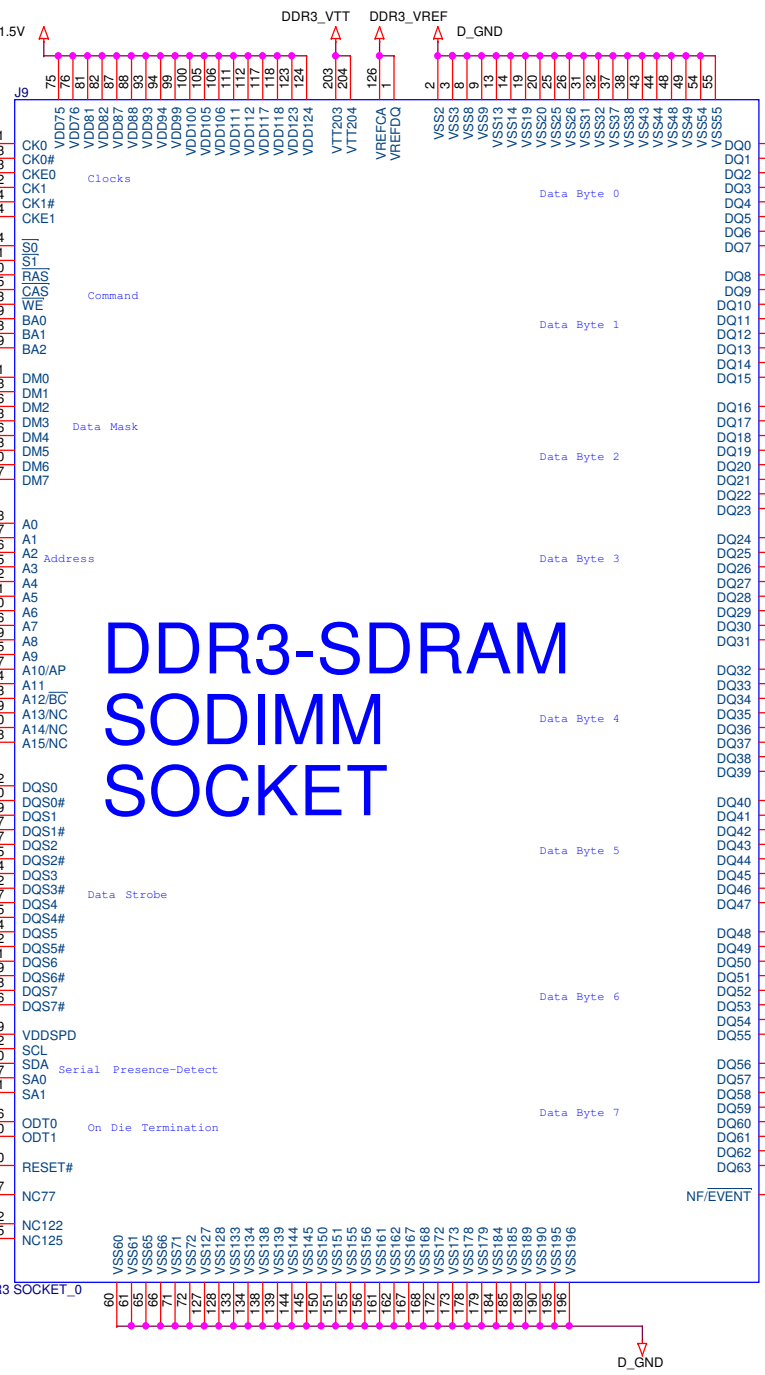 DDR3_VTT
DDR3_VREF
1.5V
D_GND
75
76
81
82
87
88
93
94
99
100
105
106
111
112
117
118
123
124
203
204
126
1
2
3
8
9
13
14
19
20
25
26
31
32
37
38
43
44
48
49
54
55
J9
VDD75
VDD76
VDD81
VDD82
VDD87
VDD88
VDD93
VDD94
VDD99
VDD100
VDD105
VDD106
VDD111
VDD112
VDD117
VDD118
VDD123
VDD124
VTT203
VTT204
VREFCA
VREFDQ
VSS2
VSS3
VSS8
VSS9
VSS13
VSS14
VSS19
VSS20
VSS25
VSS26
VSS31
VSS32
VSS37
VSS38
VSS43
VSS44
VSS48
VSS49
VSS54
VSS55
CK0
CK0#
CKE0
CK1
CK1#
CKE1
Clocks
S0
S1
RAS
CAS
WE
BA0
BA1
BA2
Command
DM0
DM1
DM2
DM3
DM4
DM5
DM6
DM7
Data Mask
A0
A1
A2
A3
A4
A5
A6
A7
A8
A9
A10/AP
A11
A12/BC
A13/NC
A14/NC
A15/NC
Address
DDR3-SDRAM
SODIMM
SOCKET
DQS0
DQS0#
DQS1
DQS1#
DQS2
DQS2#
DQS3
DQS3#
DQS4
DQS4#
DQS5
DQS5#
DQS6
DQS6#
DQS7
DQS7#
Data Strobe
VDDSPD
SCL
SDA
SA0
SA1
Serial Presence-Detect
ODT0
ODT1
On Die Termination
RESET#
NC77
NC122
NC125
DQ0
DQ1
DQ2
DQ3
DQ4
DQ5
DQ6
DQ7
Data Byte 0
DQ8
DQ9
DQ10
DQ11
DQ12
DQ13
DQ14
DQ15
Data Byte 1
DQ16
DQ17
DQ18
DQ19
DQ20
DQ21
DQ22
DQ23
Data Byte 2
DQ24
DQ25
DQ26
DQ27
DQ28
DQ29
DQ30
DQ31
Data Byte 3
DQ32
DQ33
DQ34
DQ35
DQ36
DQ37
DQ38
DQ39
Data Byte 4
DQ40
DQ41
DQ42
DQ43
DQ44
DQ45
DQ46
DQ47
Data Byte 5
DQ48
DQ49
DQ50
DQ51
DQ52
DQ53
DQ54
DQ55
Data Byte 6
DQ56
DQ57
DQ58
DQ59
DQ60
DQ61
DQ62
DQ63
Data Byte 7
NF/EVENT
VSS60
VSS61
VSS65
VSS66
VSS71
VSS72
VSS127
VSS128
VSS133
VSS134
VSS138
VSS139
VSS144
VSS145
VSS150
VSS151
VSS155
VSS156
VSS161
VSS162
VSS167
VSS168
VSS172
VSS173
VSS178
VSS179
VSS184
VSS185
VSS189
VSS190
VSS195
VSS196
SOCKET_0
60
61
65
66
71
72
127
128
133
134
138
139
144
145
150
151
155
156
161
162
167
168
172
173
178
179
184
185
189
190
195
196
D_GND